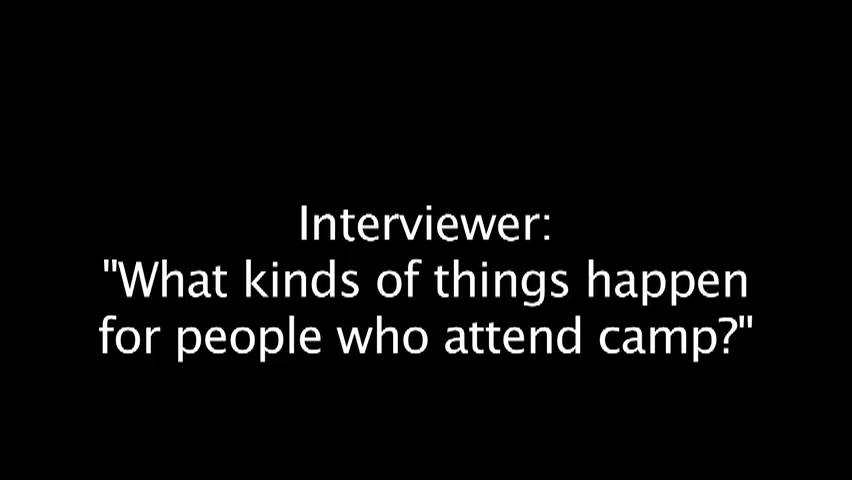 Interviewer:
"What kinds of things happen
for people who attend camp?"